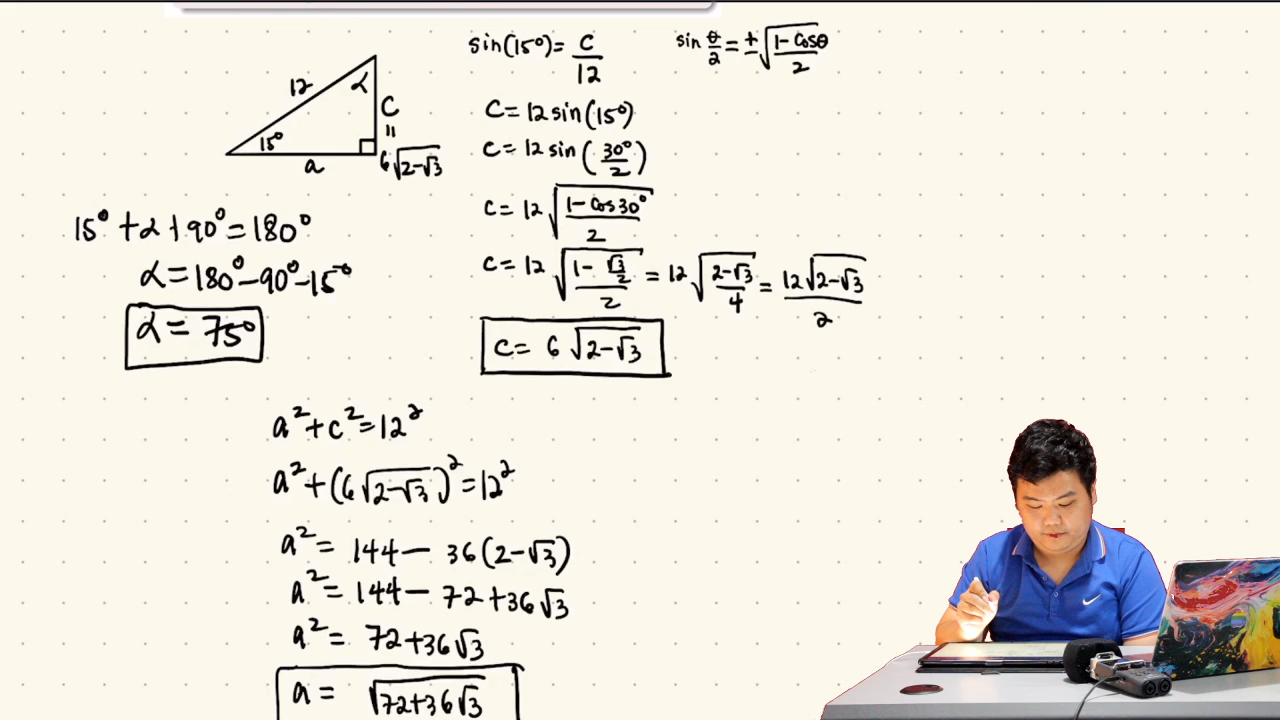 12
α
C
=
15°
a
6√(2-√3)
15° + α + 90° = 180°
α = 180° - 90° - 15°
α = 75°
sin(15°) = C/12
C = 12 sin(15°)
C = 12 sin(30°/2)
C = 12 √((1 - cos30°)/2)
C = 12 √((1 - √3/2)/2) = 12 √((2-√3)/4) = 12√(2-√3)/2
C = 6 √(2-√3)
sin θ/2 = ± √((1 - cosθ)/2)
a² + c² = 12²
a² + (6√(2-√3))² = 12²
a² = 144 - 36(2-√3)
a² = 144 - 72 + 36√3
a² = 72 + 36√3
a = √(72+36√3)